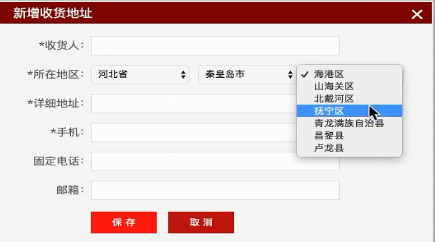 新增收货地址
*收货人:
*所在地区: 河北省 秦皇岛市 ✓ 海港区
山海关区
北戴河区
*详细地址:
抚宁区
青龙满族自治县
*手机:
昌黎县
卢龙县
固定电话:
邮箱:
保存 取消